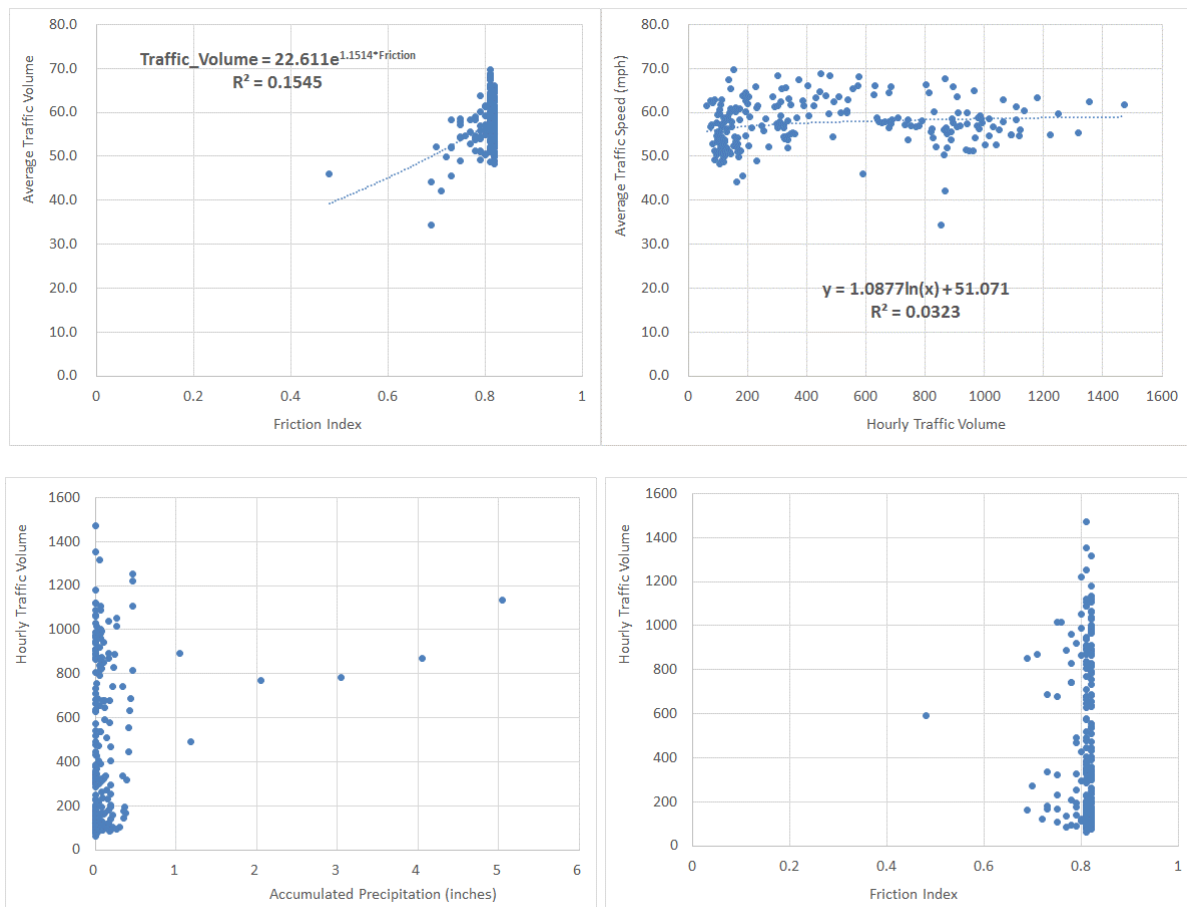 Average Traffic Volume
80.0
70.0
60.0
50.0
40.0
30.0
20.0
10.0
0.0
Traffic_Volume = 22.611e^1.1514*Friction
R² = 0.1545
0 0.2 0.4 0.6 0.8 1
Friction Index
Average Traffic Speed (mph)
80.0
70.0
60.0
50.0
40.0
30.0
20.0
10.0
0.0
y = 1.0877ln(x) + 51.071
R² = 0.0323
0 200 400 600 800 1000 1200 1400 1600
Hourly Traffic Volume
Hourly Traffic Volume
1600
1400
1200
1000
800
600
400
200
0
0 1 2 3 4 5 6
Accumulated Precipitation (inches)
Hourly Traffic Volume
1600
1400
1200
1000
800
600
400
200
0
0 0.2 0.4 0.6 0.8 1
Friction Index